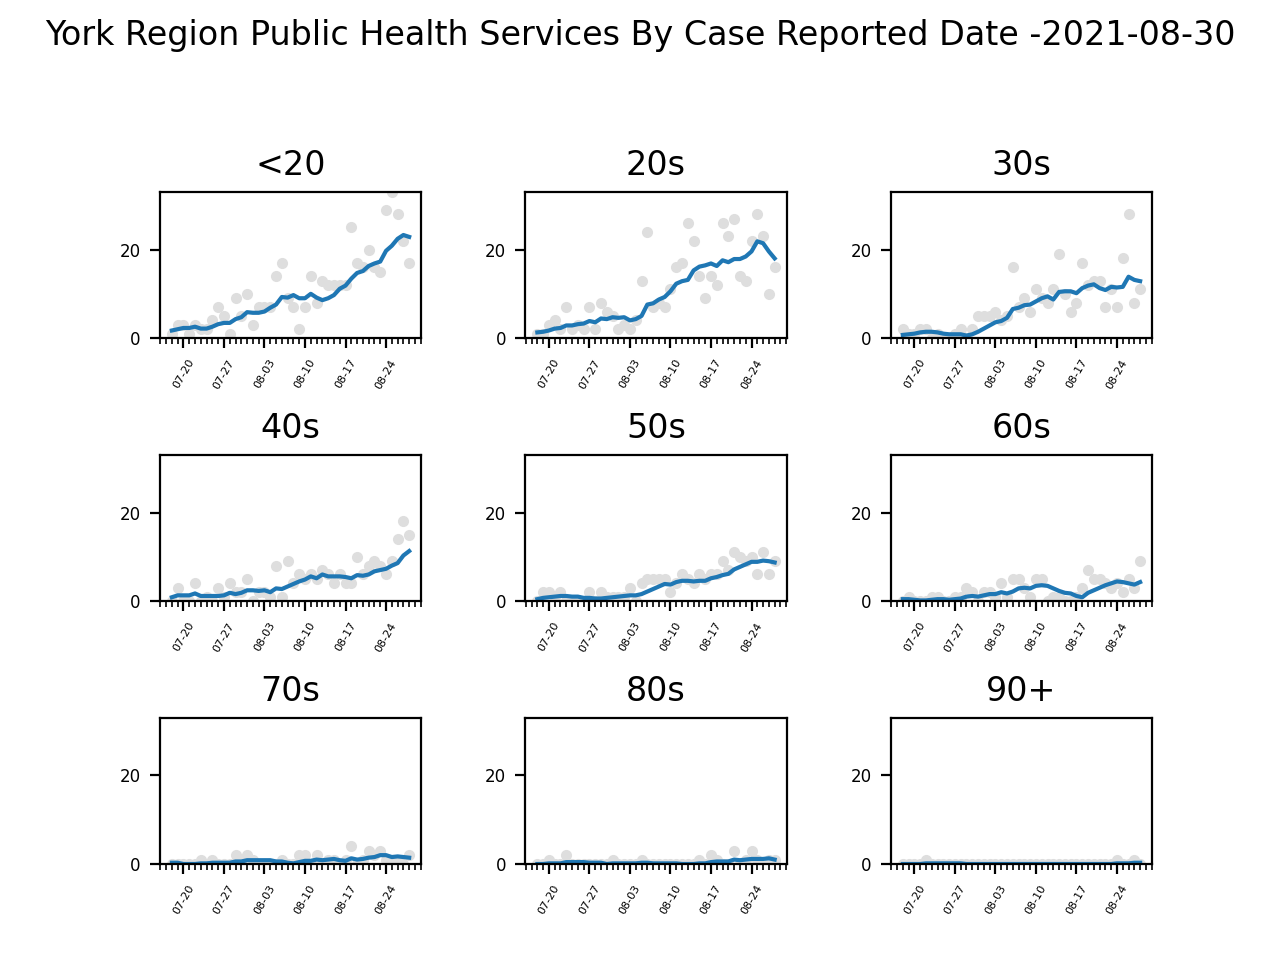 York Region Public Health Services By Case Reported Date -2021-08-30
<20 20s 30s
20 20 20
0 0 0
07-20 07-27 08-03 08-10 08-17 08-24 07-20 07-27 08-03 08-10 08-17 08-24 07-20 07-27 08-03 08-10 08-17 08-24
40s 50s 60s
20 20 20
0 0 0
07-20 07-27 08-03 08-10 08-17 08-24 07-20 07-27 08-03 08-10 08-17 08-24 07-20 07-27 08-03 08-10 08-17 08-24
70s 80s 90+
20 20 20
0 0 0
07-20 07-27 08-03 08-10 08-17 08-24 07-20 07-27 08-03 08-10 08-17 08-24 07-20 07-27 08-03 08-10 08-17 08-24